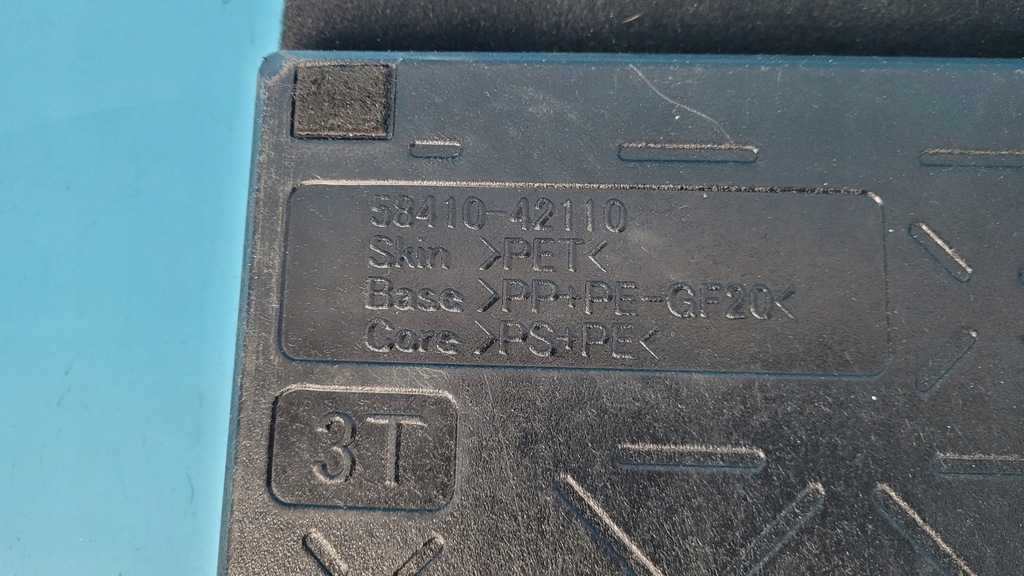 58410-42110
Skin >PET<
Base >PP+PE-GF20<
Core >PS+PE<
3T